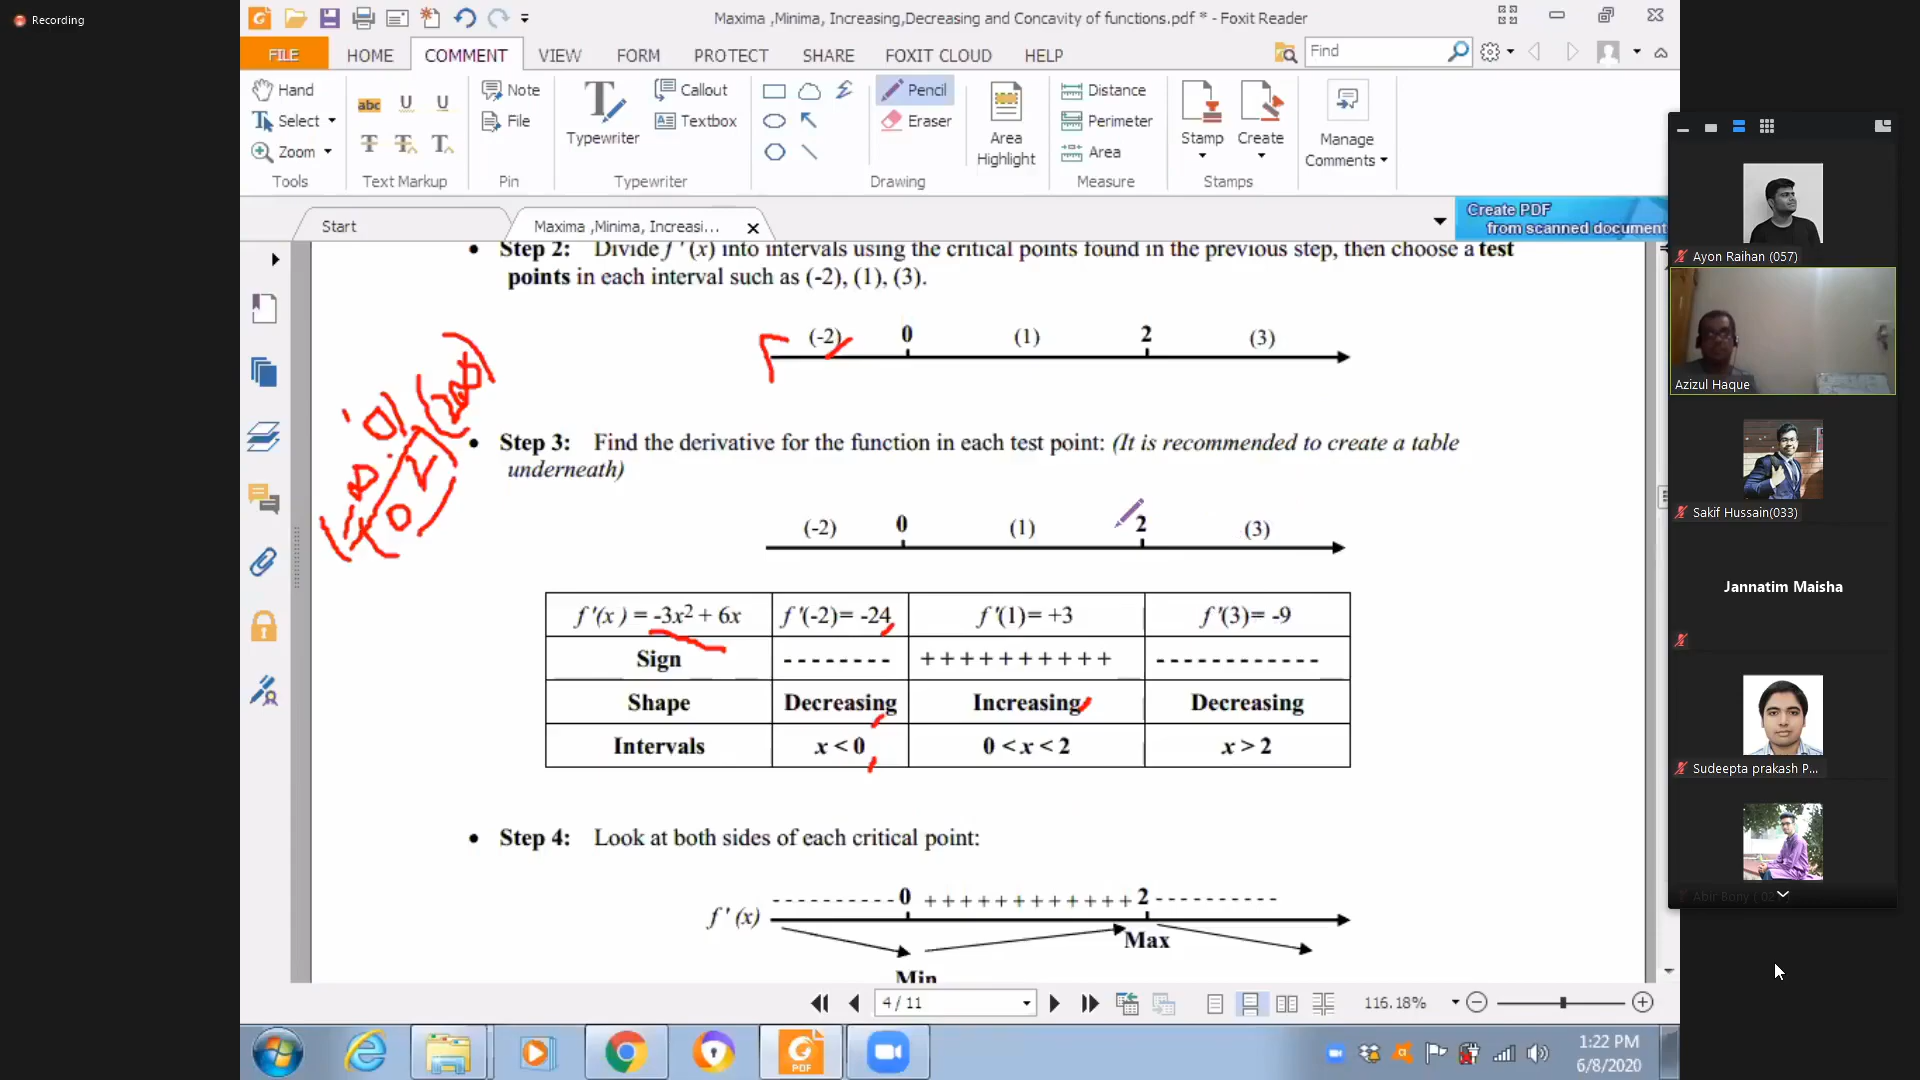 Recording
Maxima ,Minima, Increasing,Decreasing and Concavity of functions.pdf * - Foxit Reader
FILE HOME COMMENT VIEW FORM PROTECT SHARE FOXIT CLOUD HELP
Find
Hand
Select
Zoom
Tools
abc U U
T T T
Text Markup
Note
File
Pin
Typewriter
Callout
Textbox
Typewriter
Pencil
Eraser
Area
Highlight
Drawing
Distance
Perimeter
Area
Measure
Stamp
Create
Stamps
Manage
Comments
Start
Maxima ,Minima, Increasi...
Create PDF
from scanned document
• Step 2: Divide f '(x) into intervals using the critical points found in the previous step, then choose a test
points in each interval such as (-2), (1), (3).
(-2) 0 (1) 2 (3)
• Step 3: Find the derivative for the function in each test point: (It is recommended to create a table
underneath)
(-2) 0 (1) 2 (3)
f '(x ) = -3x² + 6x f '(-2)= -24 f '(1)= +3 f '(3)= -9
Sign - - - - - - - - + + + + + + + + + + - - - - - - - - - - - -
Shape Decreasing Increasing Decreasing
Intervals x < 0 0 < x < 2 x > 2
• Step 4: Look at both sides of each critical point:
f ' (x) - - - - - - - - - - 0 + + + + + + + + + + + + 2 - - - - - - - - - -
Max
Min
4 / 11
116.18%
PDF
1:22 PM
6/8/2020
Ayon Raihan (057)
Azizul Haque
Sakif Hussain(033)
Jannatim Maisha
Sudeepta prakash P...